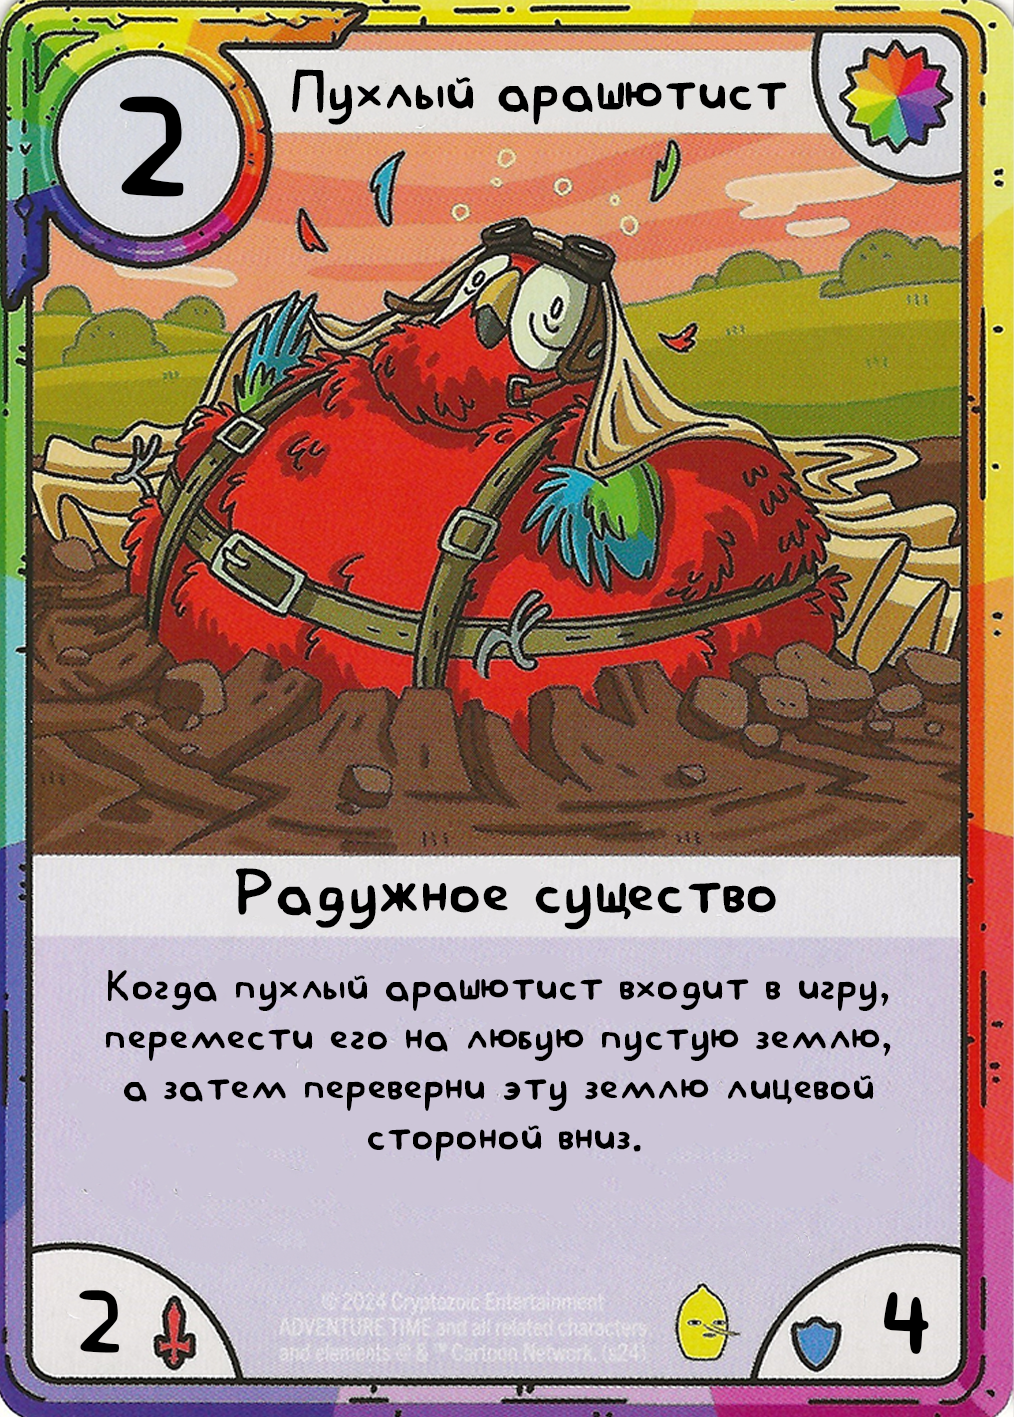 2
Пухлый арашютист
Радужное существо
Когда пухлый арашютист входит в игру,
перемести его на любую пустую землю,
а затем переверни эту землю лицевой
стороной вниз.
2
4
© 2024 Cryptozoic Entertainment
ADVENTURE TIME and all related characters
and elements © & ™ Cartoon Network. (s24)